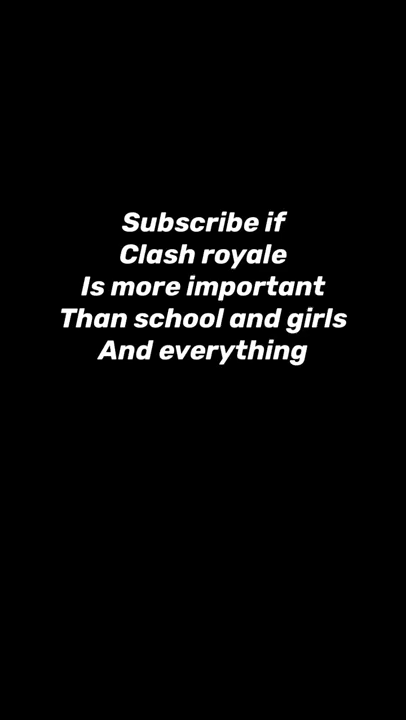 Subscribe if
Clash royale
Is more important
Than school and girls
And everything